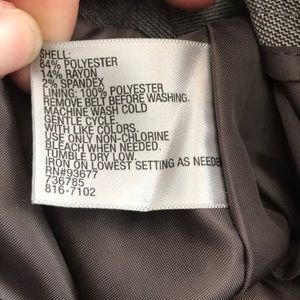 SHELL:
84% POLYESTER
14% RAYON
2% SPANDEX
LINING: 100% POLYESTER
REMOVE BELT BEFORE WASHING.
MACHINE WASH COLD
GENTLE CYCLE.
WITH LIKE COLORS.
USE ONLY NON-CHLORINE
BLEACH WHEN NEEDED.
TUMBLE DRY LOW.
IRON ON LOWEST SETTING AS NEEDE
RN#93677
736785
816-7102